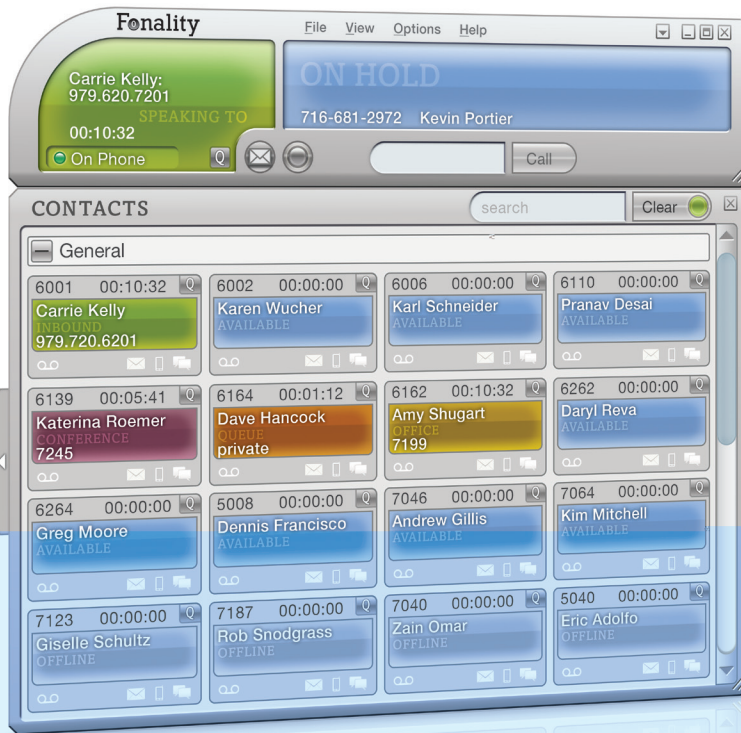 Fonality
File View Options Help
Carrie Kelly:
979.620.7201
SPEAKING TO
00:10:32
On Phone Q
ON HOLD
716-681-2972 Kevin Portier
Call
CONTACTS
search
Clear
General
6001 00:10:32 Q
Carrie Kelly
INBOUND
979.720.6201
6002 00:00:00 Q
Karen Wucher
AVAILABLE
6006 00:00:00 Q
Karl Schneider
AVAILABLE
6110 00:00:00 Q
Pranav Desai
AVAILABLE
6139 00:05:41 Q
Katerina Roemer
CONFERENCE
7245
6164 00:01:12 Q
Dave Hancock
QUEUE
private
6162 00:10:32 Q
Amy Shugart
OFFICE
7199
6262 00:00:00 Q
Daryl Reva
AVAILABLE
6264 00:00:00 Q
Greg Moore
AVAILABLE
5008 00:00:00 Q
Dennis Francisco
AVAILABLE
7046 00:00:00 Q
Andrew Gillis
AVAILABLE
7064 00:00:00 Q
Kim Mitchell
AVAILABLE
7123 00:00:00 Q
Giselle Schultz
OFFLINE
7187 00:00:00 Q
Rob Snodgrass
OFFLINE
7040 00:00:00 Q
Zain Omar
OFFLINE
5040 00:00:00 Q
Eric Adolfo
OFFLINE